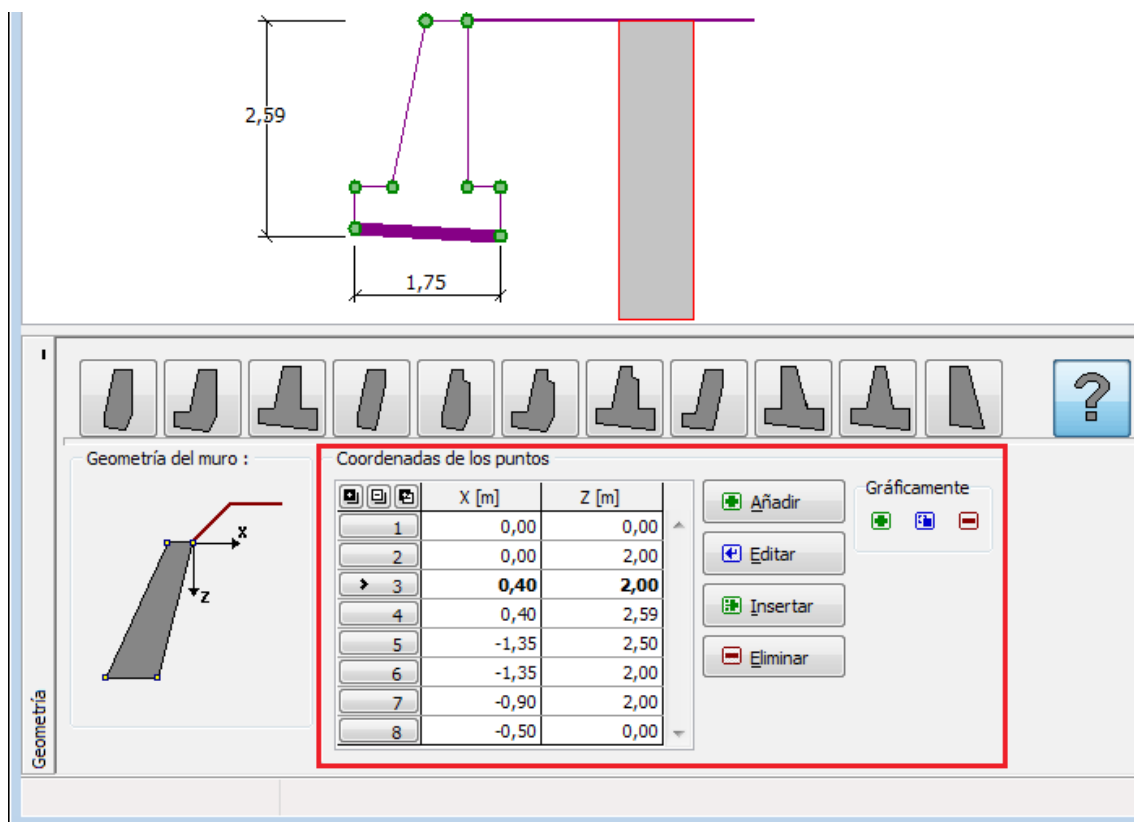 2,59
1,75
Geometría del muro :
x
z
Coordenadas de los puntos
X [m] Z [m]
1 0,00 0,00
2 0,00 2,00
3 0,40 2,00
4 0,40 2,59
5 -1,35 2,50
6 -1,35 2,00
7 -0,90 2,00
8 -0,50 0,00
Añadir
Editar
Insertar
Eliminar
Gráficamente
Geometría